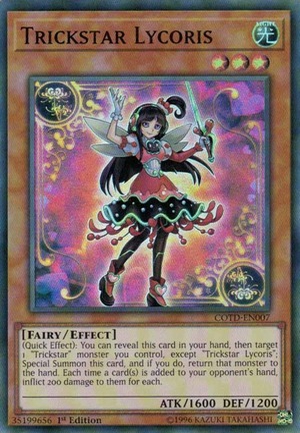 Trickstar Lycoris
LIGHT
光
COTD-EN007
[Fairy/Effect]
(Quick Effect): You can reveal this card in your hand, then target
1 "Trickstar" monster you control, except "Trickstar Lycoris";
Special Summon this card, and if you do, return that monster
to the hand. Each time a card(s) is added to your opponent's hand,
inflict 200 damage to them for each.
ATK/1600 DEF/1200
35199656 1st Edition ©1996 KAZUKI TAKAHASHI